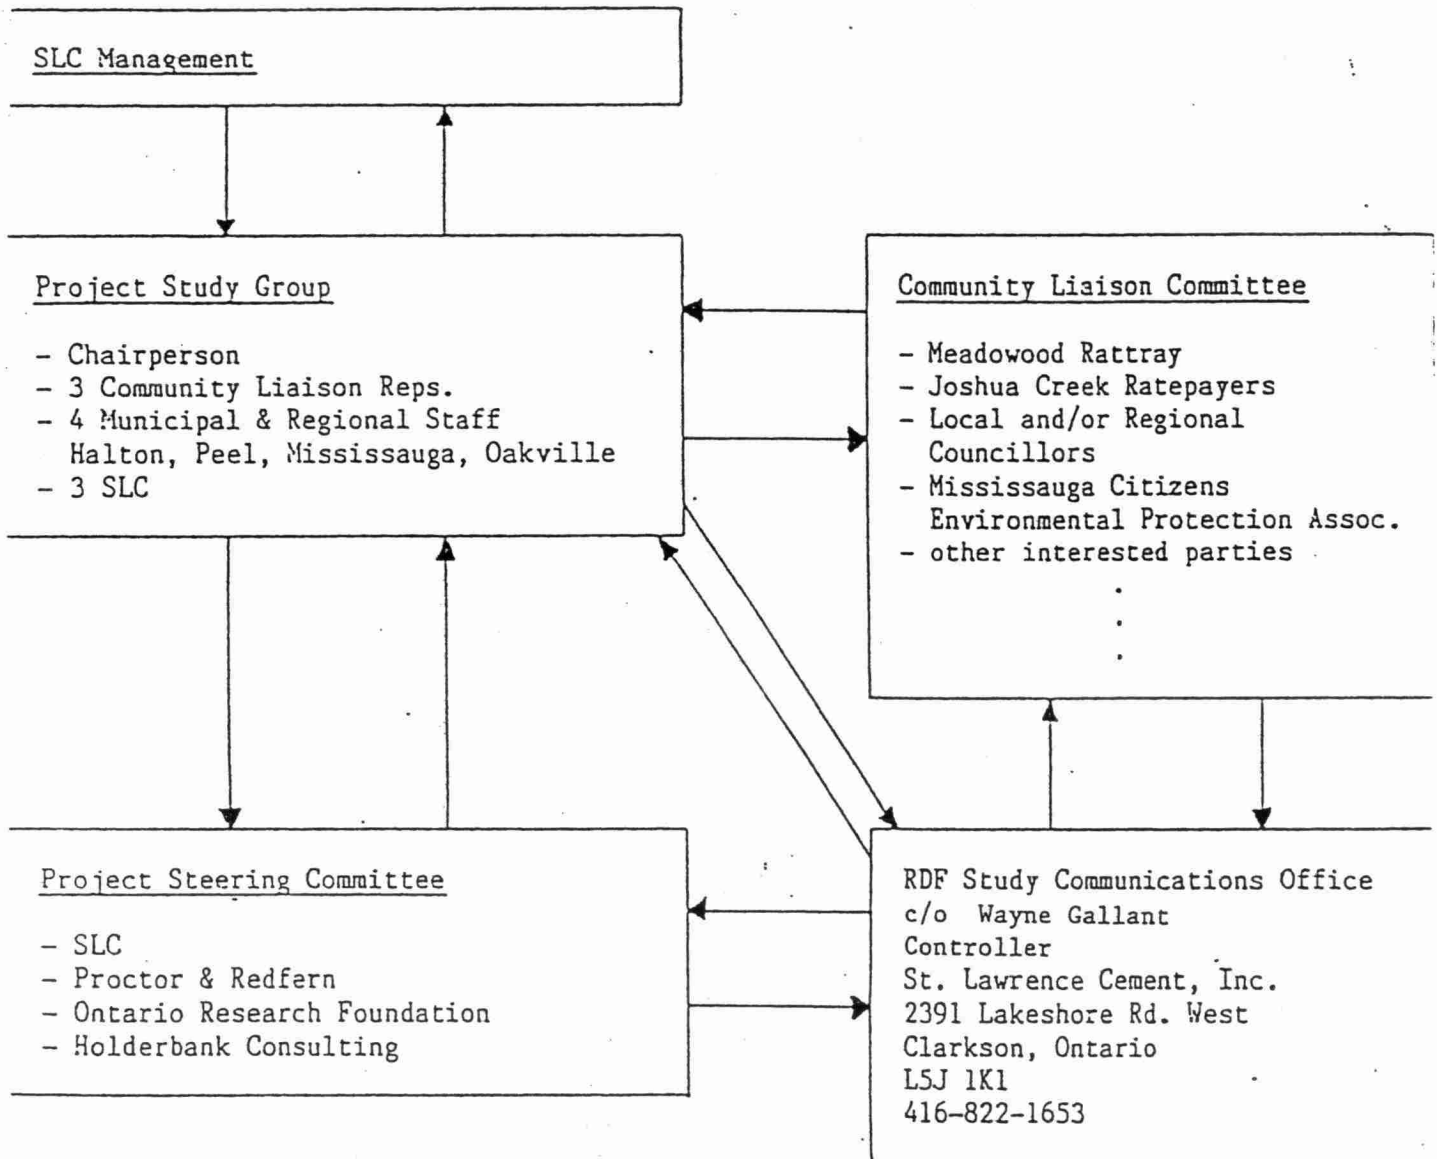 SLC Management
Project Study Group
- Chairperson
- 3 Community Liaison Reps.
- 4 Municipal & Regional Staff
Halton, Peel, Mississauga, Oakville
- 3 SLC
Community Liaison Committee
- Meadowood Rattray
- Joshua Creek Ratepayers
- Local and/or Regional
Councillors
- Mississauga Citizens
Environmental Protection Assoc.
- other interested parties
.
.
.
Project Steering Committee
- SLC
- Proctor & Redfern
- Ontario Research Foundation
- Holderbank Consulting
RDF Study Communications Office
c/o Wayne Gallant
Controller
St. Lawrence Cement, Inc.
2391 Lakeshore Rd. West
Clarkson, Ontario
L5J 1K1
416-822-1653